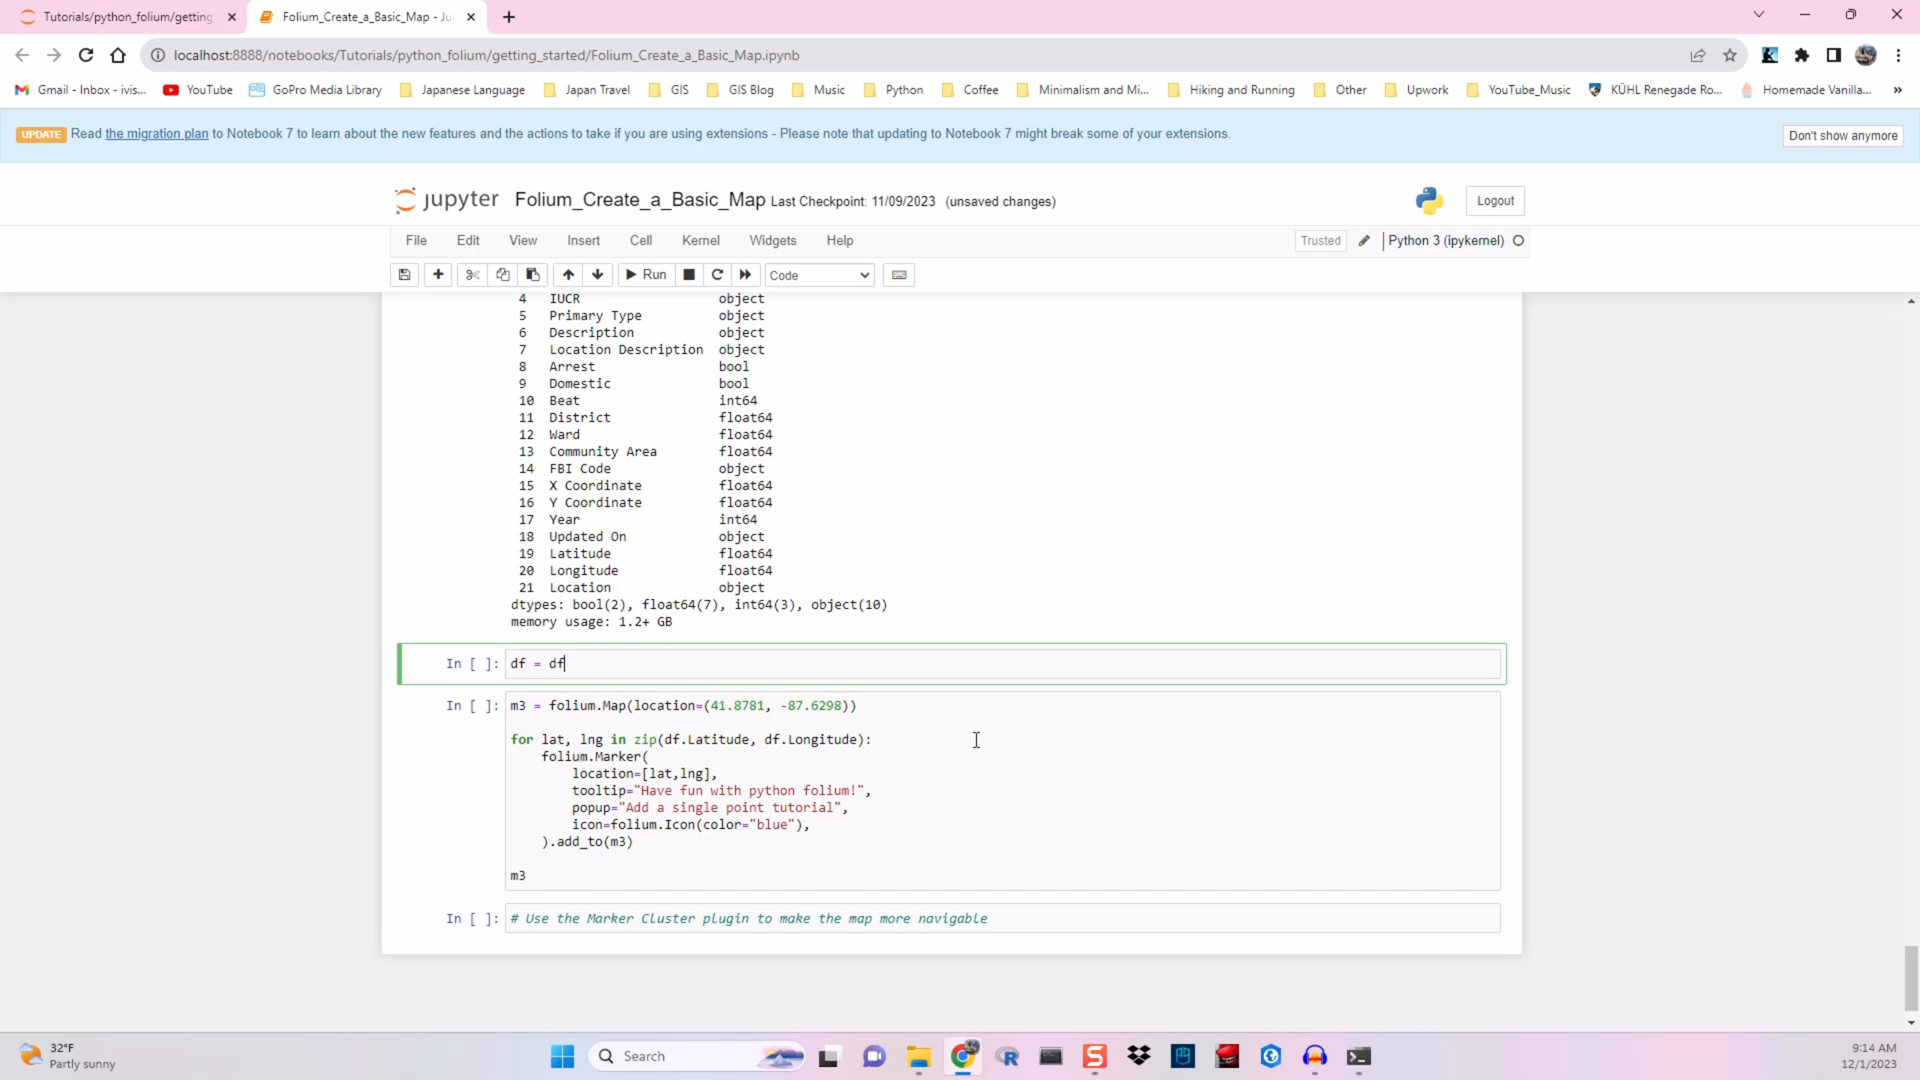 Tutorials/python_folium/getting
Folium_Create_a_Basic_Map - Ju
localhost:8888/notebooks/Tutorials/python_folium/getting_started/Folium_Create_a_Basic_Map.ipynb
Gmail - Inbox - ivis... YouTube GoPro Media Library Japanese Language Japan Travel GIS GIS Blog Music Python Coffee Minimalism and Mi... Hiking and Running Other Upwork YouTube_Music KÜHL Renegade Ro... Homemade Vanilla... »
UPDATE Read the migration plan to Notebook 7 to learn about the new features and the actions to take if you are using extensions - Please note that updating to Notebook 7 might break some of your extensions. Don't show anymore
jupyter Folium_Create_a_Basic_Map Last Checkpoint: 11/09/2023 (unsaved changes) Logout
File Edit View Insert Cell Kernel Widgets Help Trusted Python 3 (ipykernel)
Run Code
4 IUCR object
5 Primary Type object
6 Description object
7 Location Description object
8 Arrest bool
9 Domestic bool
10 Beat int64
11 District float64
12 Ward float64
13 Community Area float64
14 FBI Code object
15 X Coordinate float64
16 Y Coordinate float64
17 Year int64
18 Updated On object
19 Latitude float64
20 Longitude float64
21 Location object
dtypes: bool(2), float64(7), int64(3), object(10)
memory usage: 1.2+ GB
In [ ]: df = df
In [ ]: m3 = folium.Map(location=(41.8781, -87.6298))
for lat, lng in zip(df.Latitude, df.Longitude):
folium.Marker(
location=[lat,lng],
tooltip="Have fun with python folium!",
popup="Add a single point tutorial",
icon=folium.Icon(color="blue"),
).add_to(m3)
m3
In [ ]: # Use the Marker Cluster plugin to make the map more navigable
32°F
Partly sunny
Search
9:14 AM
12/1/2023